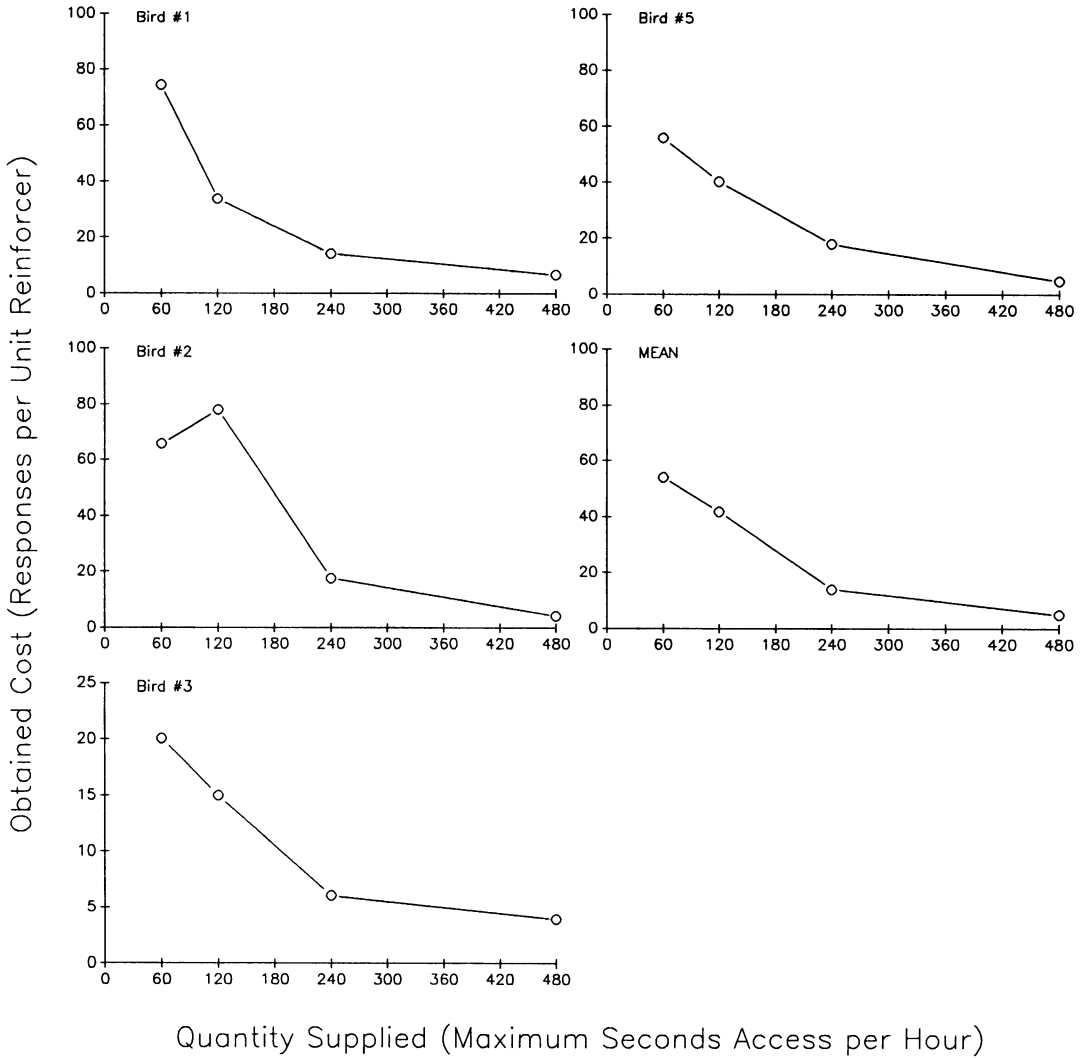 Obtained Cost (Responses per Unit Reinforcer)
Bird #1
100
80
60
40
20
0
0 60 120 180 240 300 360 420 480
Bird #5
100
80
60
40
20
0
0 60 120 180 240 300 360 420 480
Bird #2
100
80
60
40
20
0
0 60 120 180 240 300 360 420 480
MEAN
100
80
60
40
20
0
0 60 120 180 240 300 360 420 480
Bird #3
25
20
15
10
5
0
0 60 120 180 240 300 360 420 480
Quantity Supplied (Maximum Seconds Access per Hour)